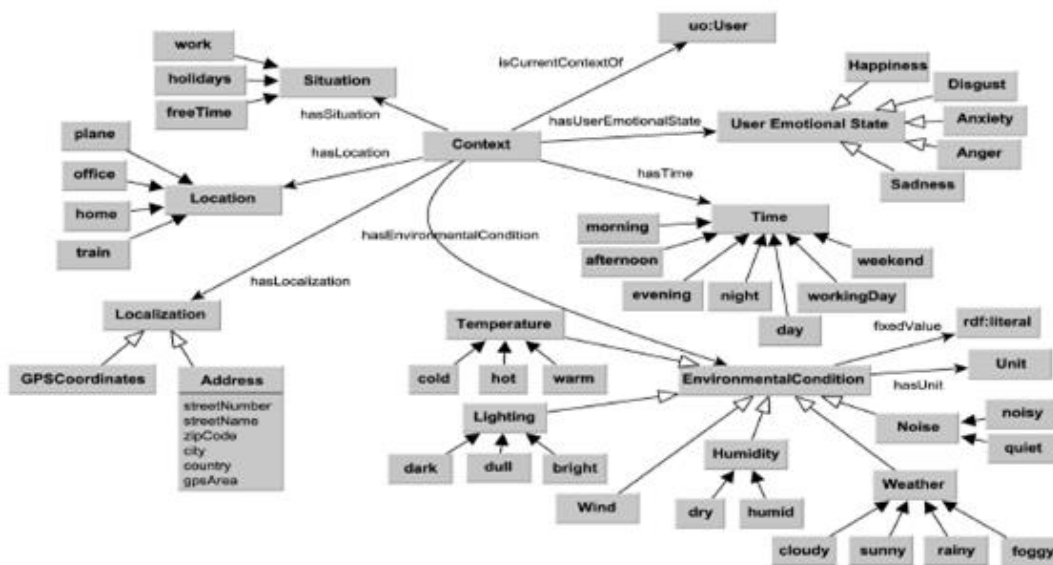 uo:User
work
isCurrentContextOf
Happiness
holidays
Situation
Disgust
freeTime
hasSituation
hasUserEmotionalState
User Emotional State
Anxiety
plane
Context
hasLocation
Anger
office
hasTime
Sadness
Location
home
Time
morning
hasEnvironmentalCondition
train
afternoon
weekend
hasLocalization
evening
night
workingDay
Localization
Temperature
day
fixedValue
rdf:literal
GPSCoordinates
Address
cold
hot
warm
EnvironmentalCondition
Unit
hasUnit
streetNumber
streetName
zipCode
city
country
gpsArea
Lighting
Noise
noisy
quiet
dark
dull
bright
Humidity
Wind
dry
humid
Weather
cloudy
sunny
rainy
foggy